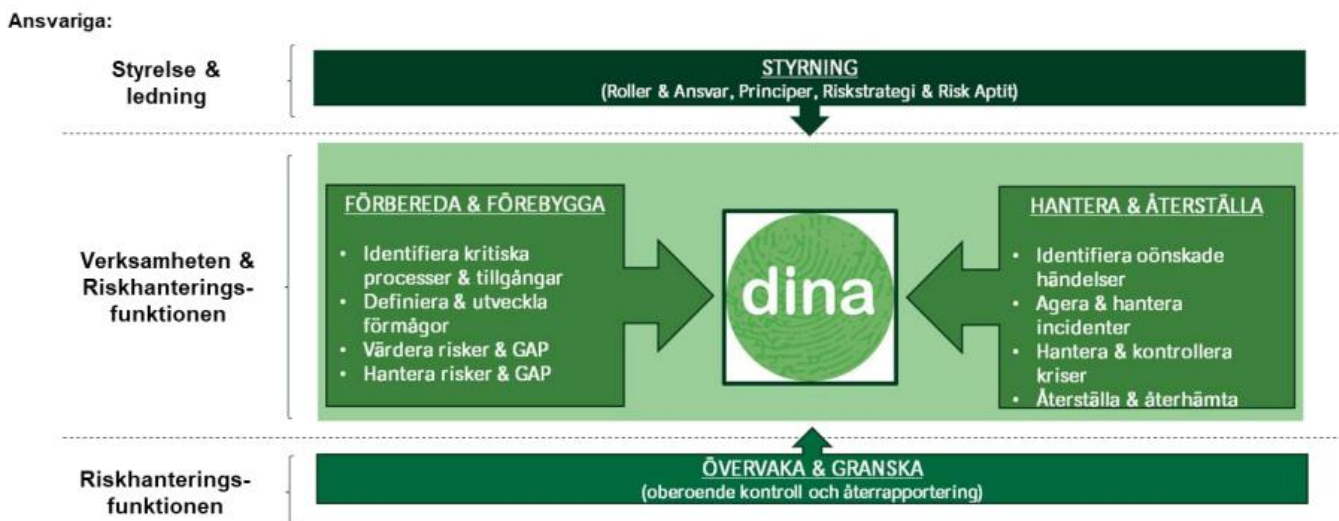 Ansvariga:
Styrelse &
ledning
STYRNING
(Roller & Ansvar, Principer, Riskstrategi & Risk Aptit)
Verksamheten &
Riskhanterings-
funktionen
FÖRBEREDA & FÖREBYGGA
• Identifiera kritiska
processer & tillgångar
• Definiera & utveckla
förmågor
• Värdera risker & GAP
• Hantera risker & GAP
dina
HANTERA & ÅTERSTÄLLA
• Identifiera oönskade
händelser
• Agera & hantera
incidenter
• Hantera & kontrollera
kriser
• Återställa & återhämta
Riskhanterings-
funktionen
ÖVERVAKA & GRANSKA
(oberoende kontroll och återrapportering)